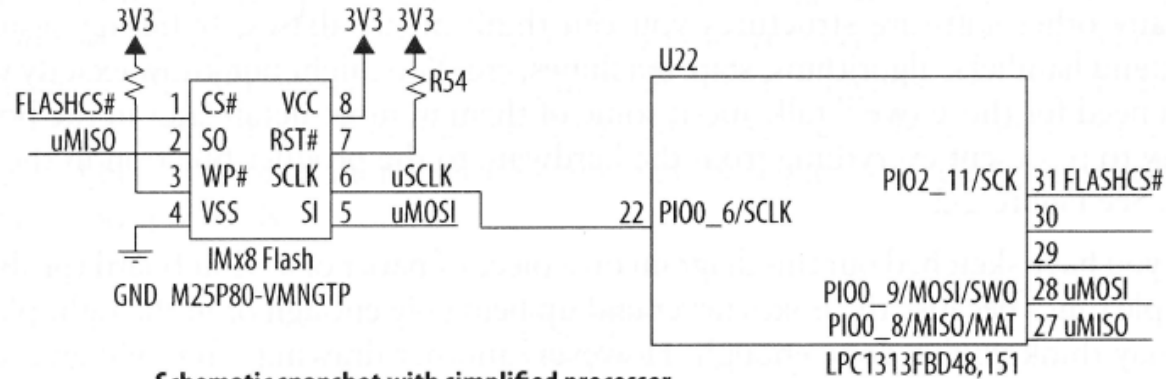 3V3 3V3 3V3
R54
FLASHCS# 1 CS# VCC 8
uMISO 2 SO RST# 7
3 WP# SCLK 6 uSCLK
4 VSS SI 5 uMOSI
IMx8 Flash
GND M25P80-VMNGTP
U22
PIO2_11/SCK 31 FLASHCS#
22 PIO0_6/SCLK 30
29
PIO0_9/MOSI/SWO 28 uMOSI
PIO0_8/MISO/MAT 27 uMISO
LPC1313FBD48,151
Schematic snapshot with simplified processor